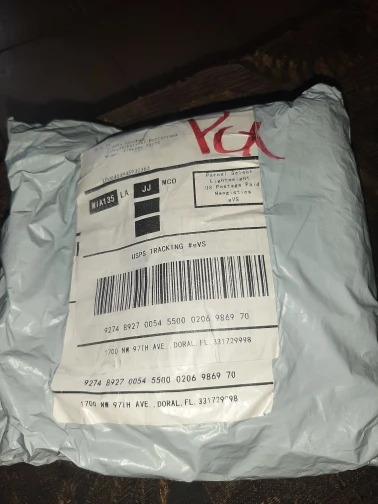 PCA
Parcel Select
Lightweight
US Postage Paid
eVS
MIA135 LA JJ MCO
USPS TRACKING #eVS
9274 8927 0054 5500 0206 9869 70
1700 NW 97TH AVE., DORAL,FL.331729998
9274 8927 0054 5500 0206 9869 70
1700 NW 97TH AVE., DORAL,FL.331729998